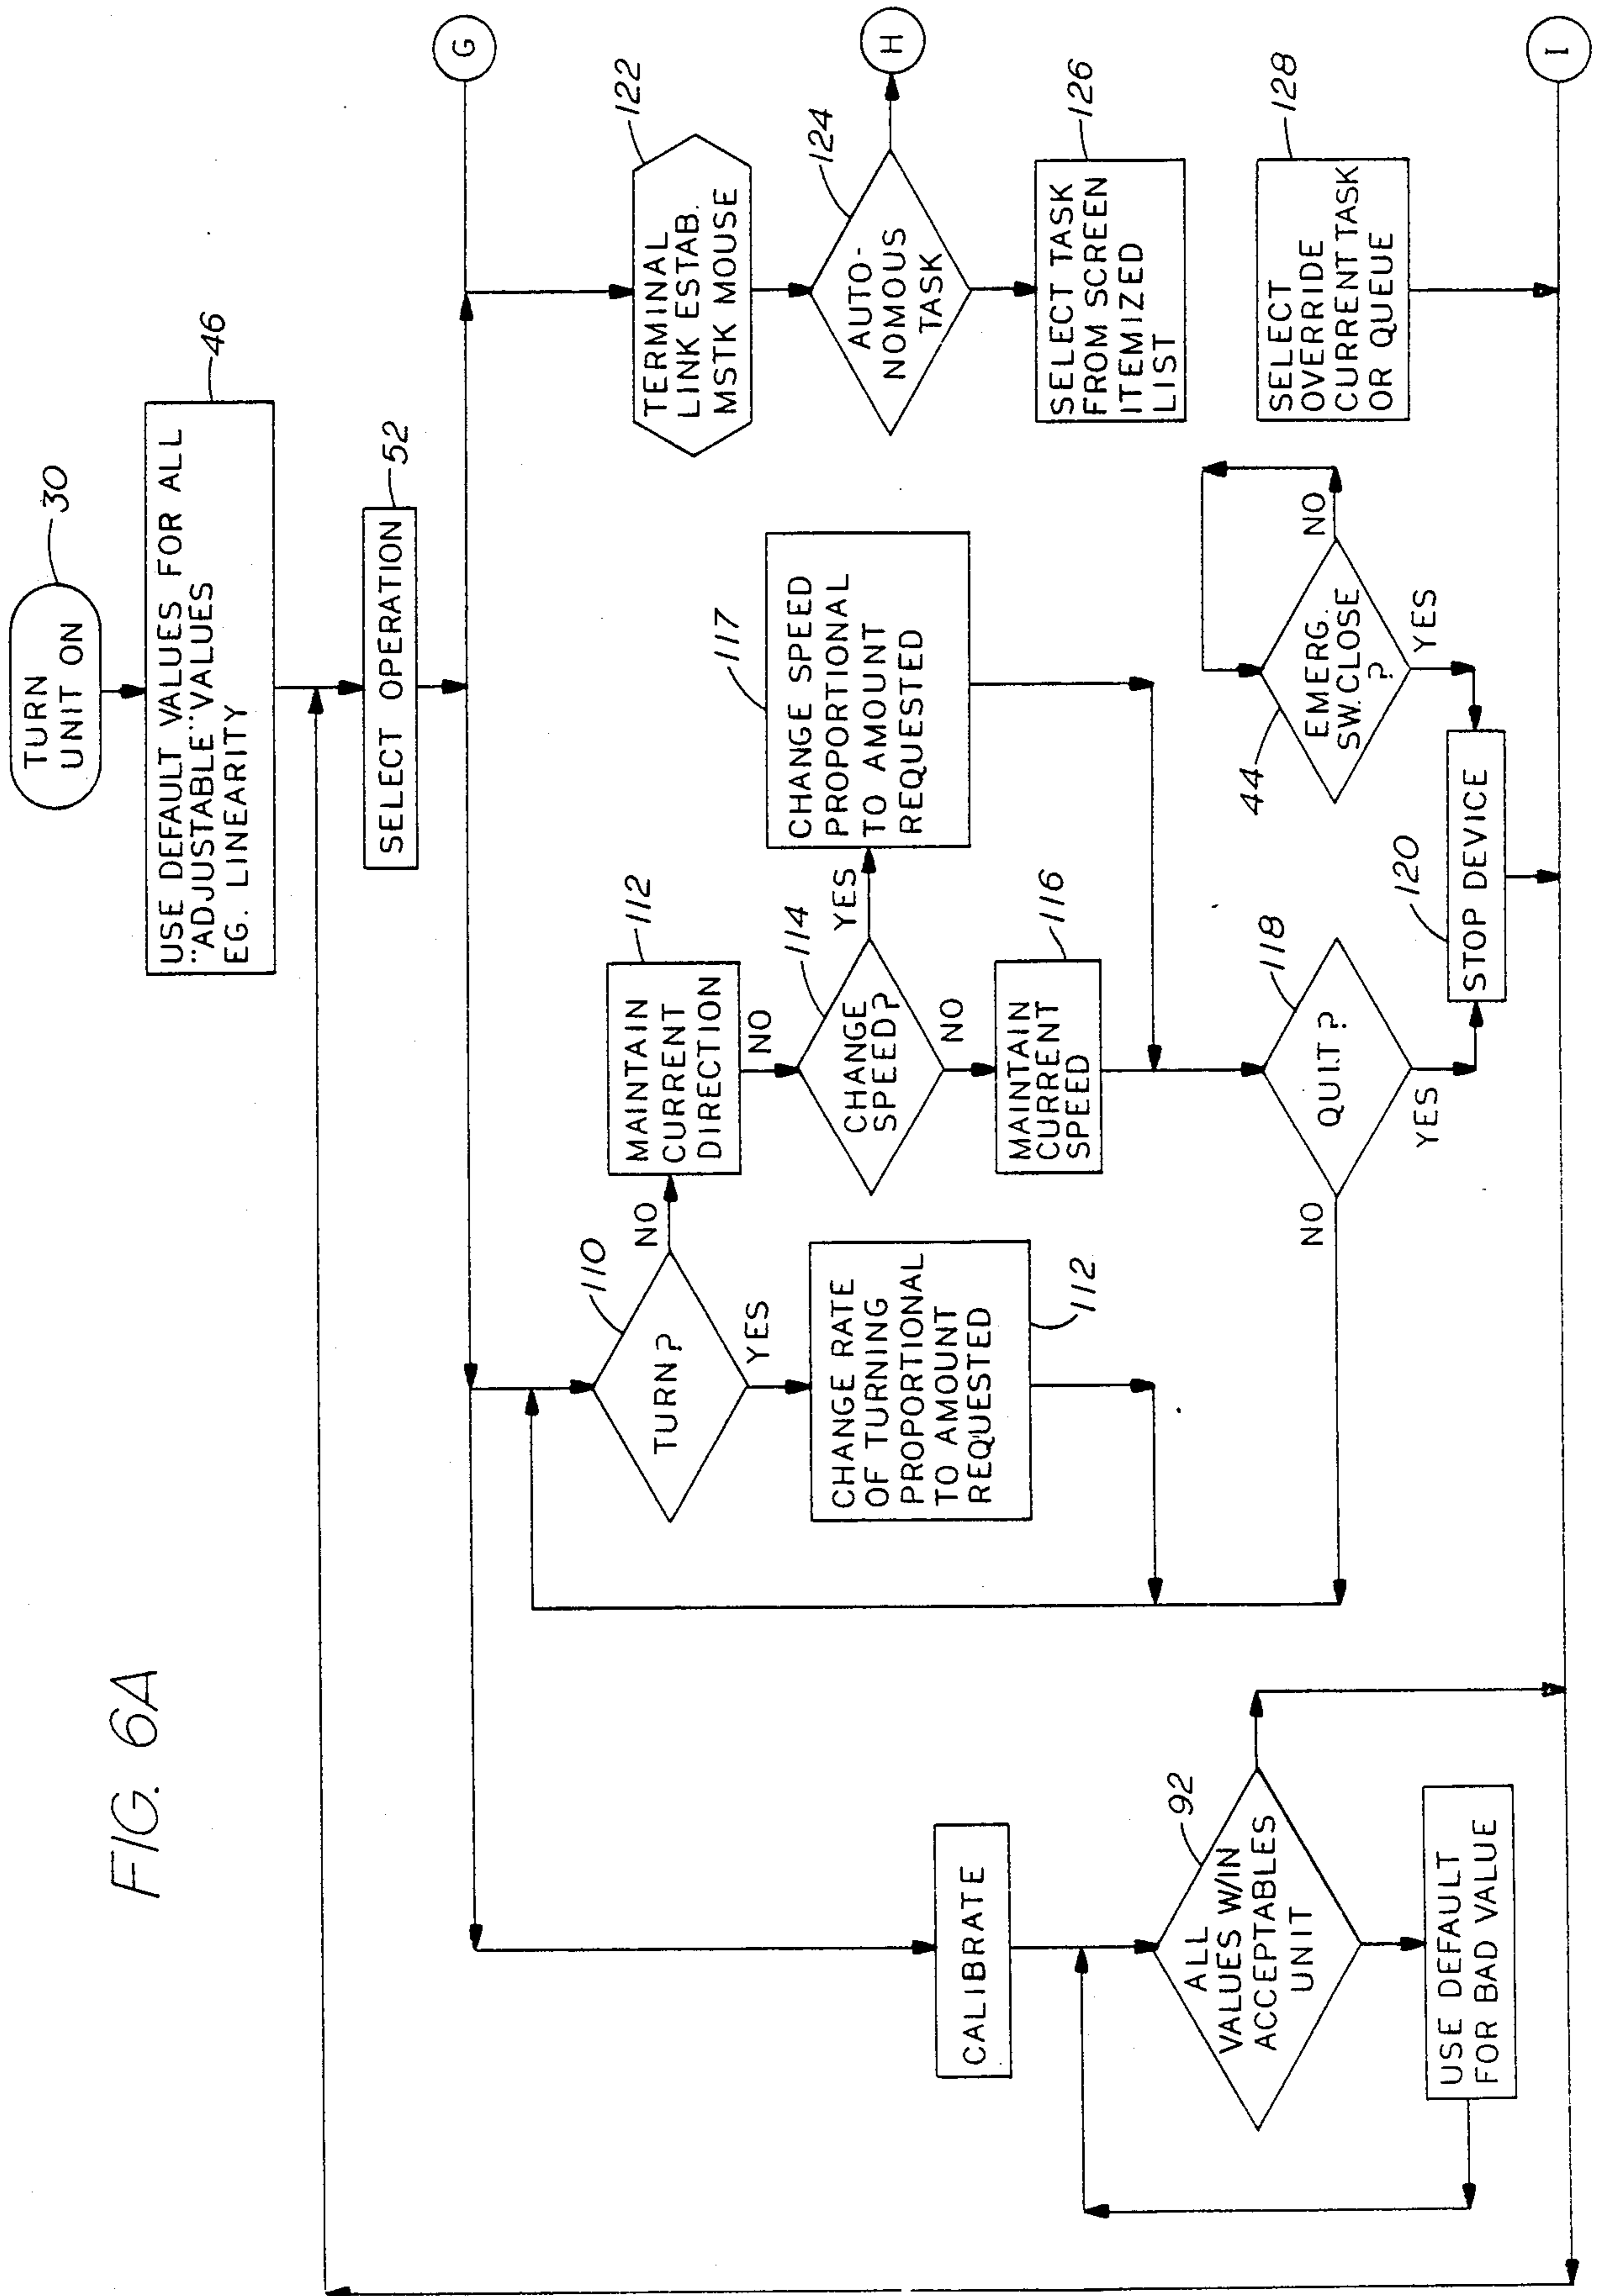 FIG. 6A
TURN
UNIT ON
30
USE DEFAULT VALUES FOR ALL
"ADJUSTABLE" VALUES
EG. LINEARITY
46
SELECT OPERATION
52
G
CALIBRATE
ALL
VALUES W/IN
ACCEPTABLES
UNIT
92
USE DEFAULT
FOR BAD VALUE
TURN?
110
NO
YES
CHANGE RATE
OF TURNING
PROPORTIONAL
TO AMOUNT
REQUESTED
112
MAINTAIN
CURRENT
DIRECTION
112
NO
CHANGE
SPEED?
114
YES
NO
MAINTAIN
CURRENT
SPEED
116
CHANGE SPEED
PROPORTIONAL
TO AMOUNT
REQUESTED
117
QUIT?
118
NO
YES
STOP DEVICE
120
EMERG.
SW. CLOSE
?
44
NO
YES
TERMINAL
LINK ESTAB.
MSTK MOUSE
122
AUTO-
NOMOUS
TASK
124
H
SELECT TASK
FROM SCREEN
ITEMIZED
LIST
126
SELECT
OVERRIDE
CURRENT TASK
OR QUEUE
128
I